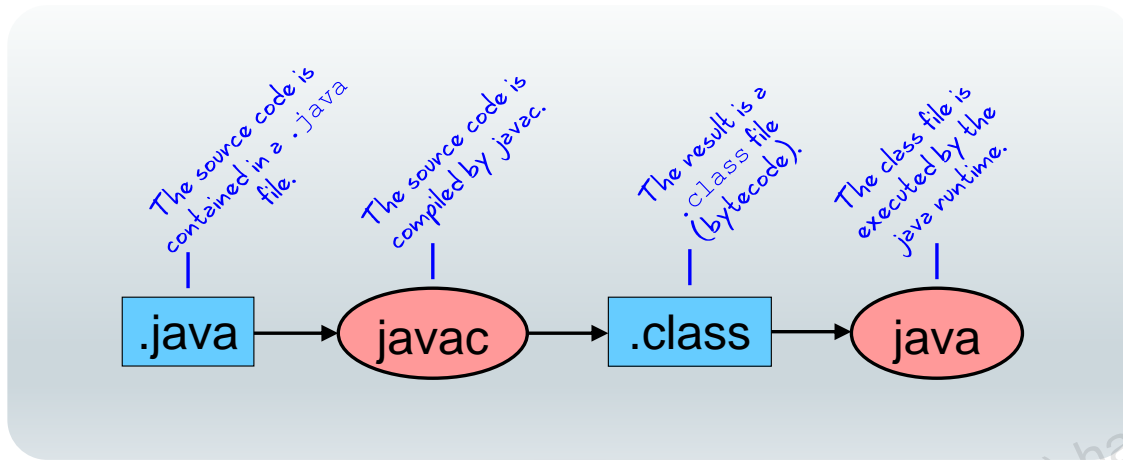 The source code is
contained in a .java
file.
The source code is
compiled by javac.
The result is a
.class file
(bytecode).
The class file is
executed by the
java runtime.
.java
javac
.class
java